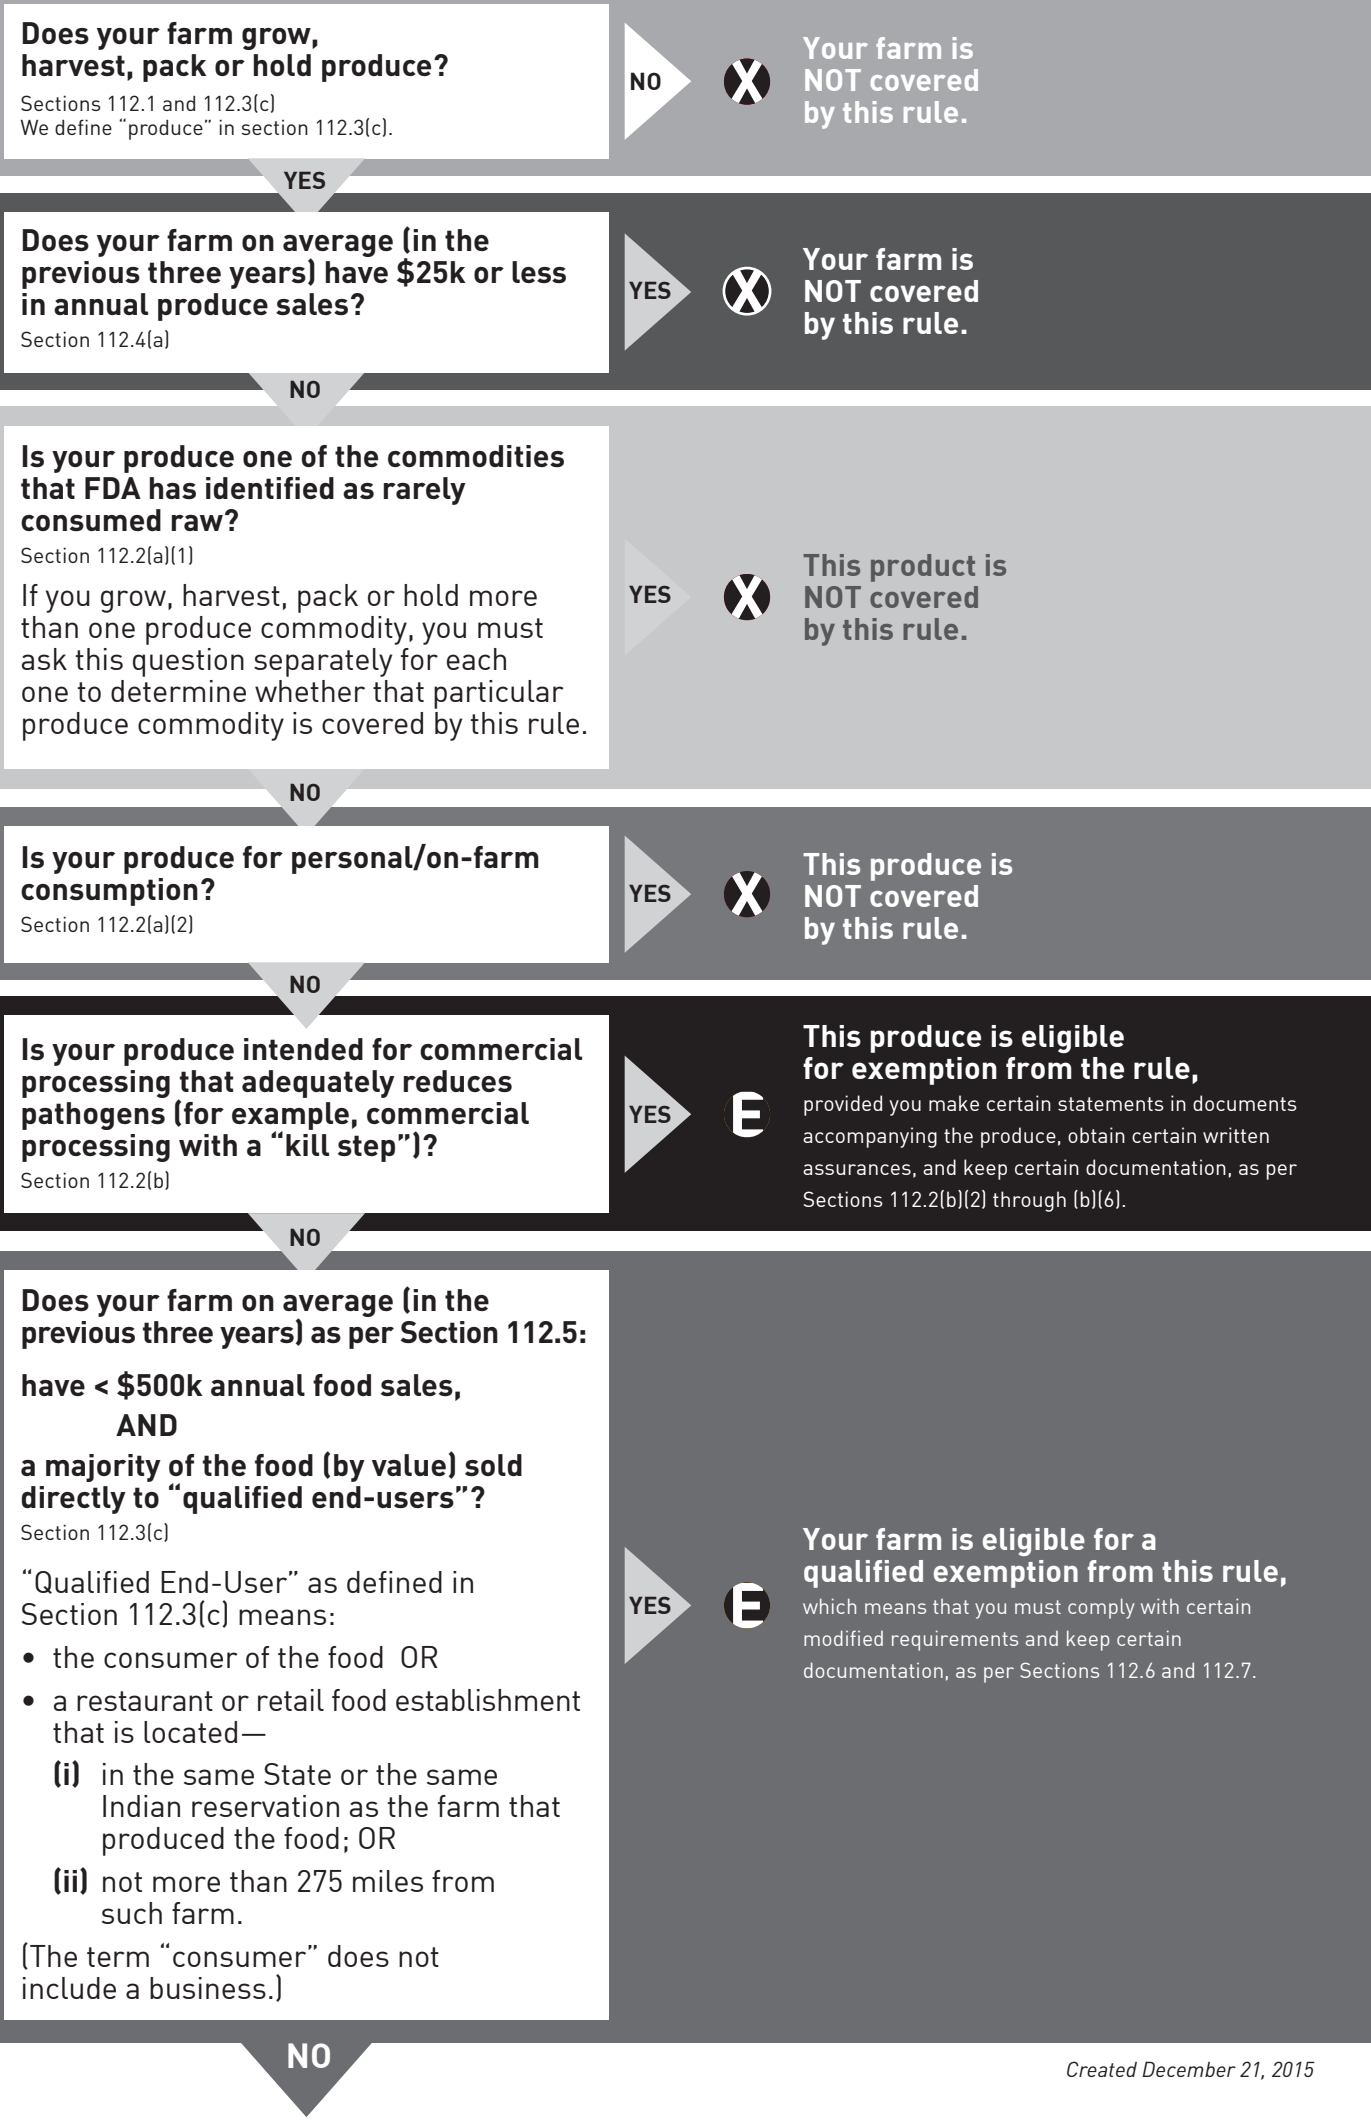 Does your farm grow,
harvest, pack or hold produce?
Sections 112.1 and 112.3(c)
We define “produce” in section 112.3(c).
NO
X
Your farm is
NOT covered
by this rule.
YES
Does your farm on average (in the
previous three years) have $25k or less
in annual produce sales?
Section 112.4(a)
YES
X
Your farm is
NOT covered
by this rule.
NO
Is your produce one of the commodities
that FDA has identified as rarely
consumed raw?
Section 112.2(a)(1)
If you grow, harvest, pack or hold more
than one produce commodity, you must
ask this question separately for each
one to determine whether that particular
produce commodity is covered by this rule.
YES
X
This product is
NOT covered
by this rule.
NO
Is your produce for personal/on-farm
consumption?
Section 112.2(a)(2)
YES
X
This produce is
NOT covered
by this rule.
NO
Is your produce intended for commercial
processing that adequately reduces
pathogens (for example, commercial
processing with a “kill step”)?
Section 112.2(b)
YES
E
This produce is eligible
for exemption from the rule,
provided you make certain statements in documents
accompanying the produce, obtain certain written
assurances, and keep certain documentation, as per
Sections 112.2(b)(2) through (b)(6).
NO
Does your farm on average (in the
previous three years) as per Section 112.5:
have < $500k annual food sales,
AND
a majority of the food (by value) sold
directly to “qualified end-users”?
Section 112.3(c)
“Qualified End-User” as defined in
Section 112.3(c) means:
• the consumer of the food OR
• a restaurant or retail food establishment
that is located—
(i) in the same State or the same
Indian reservation as the farm that
produced the food; OR
(ii) not more than 275 miles from
such farm.
(The term “consumer” does not
include a business.)
YES
E
Your farm is eligible for a
qualified exemption from this rule,
which means that you must comply with certain
modified requirements and keep certain
documentation, as per Sections 112.6 and 112.7.
NO
Created December 21, 2015